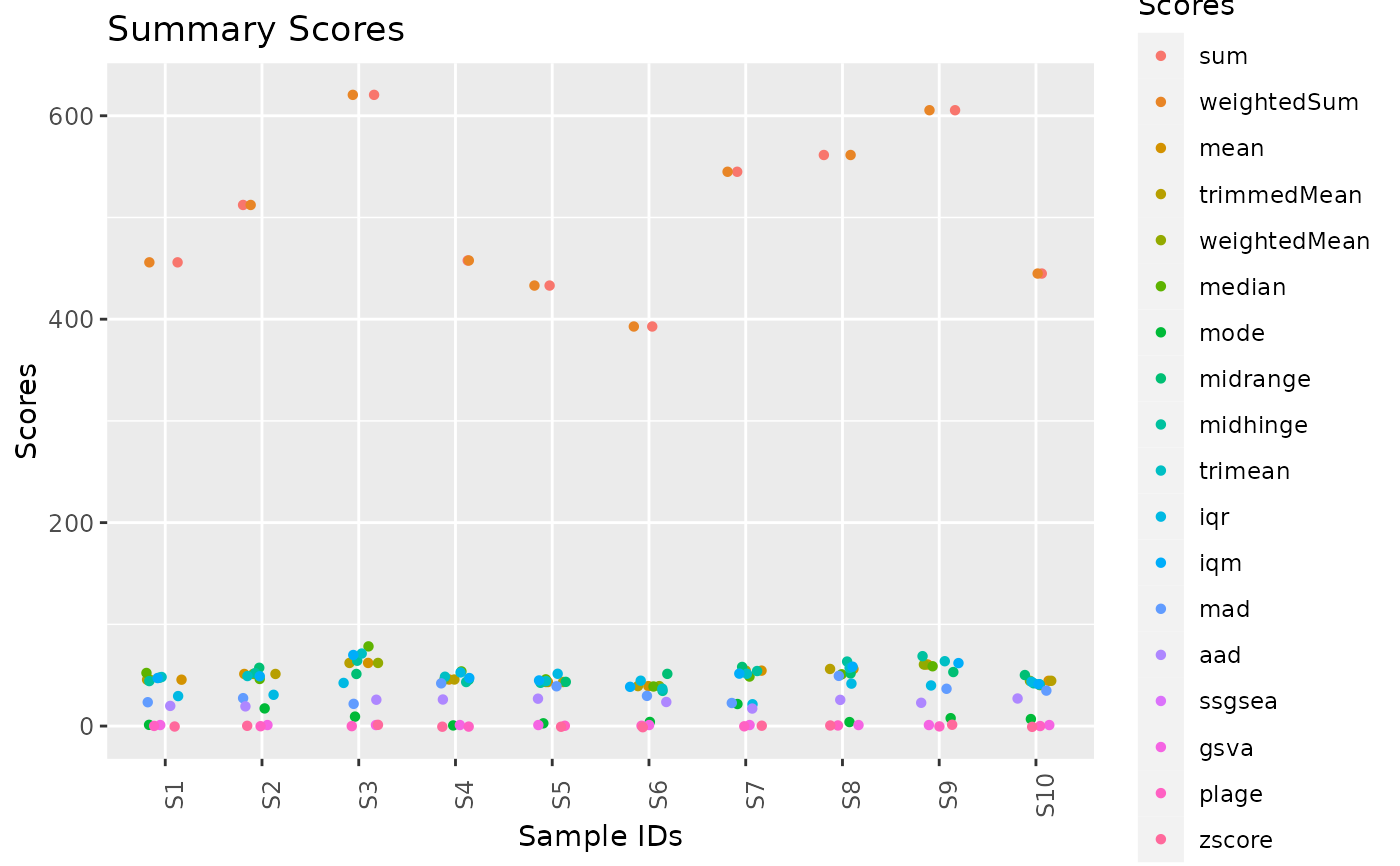 Summary Scores
Scores
600
400
200
0
S1
S2
S3
S4
S5
S6
S7
S8
S9
S10
Sample IDs
Scores
sum
weightedSum
mean
trimmedMean
weightedMean
median
mode
midrange
midhinge
trimean
iqr
iqm
mad
aad
ssgsea
gsva
plage
zscore